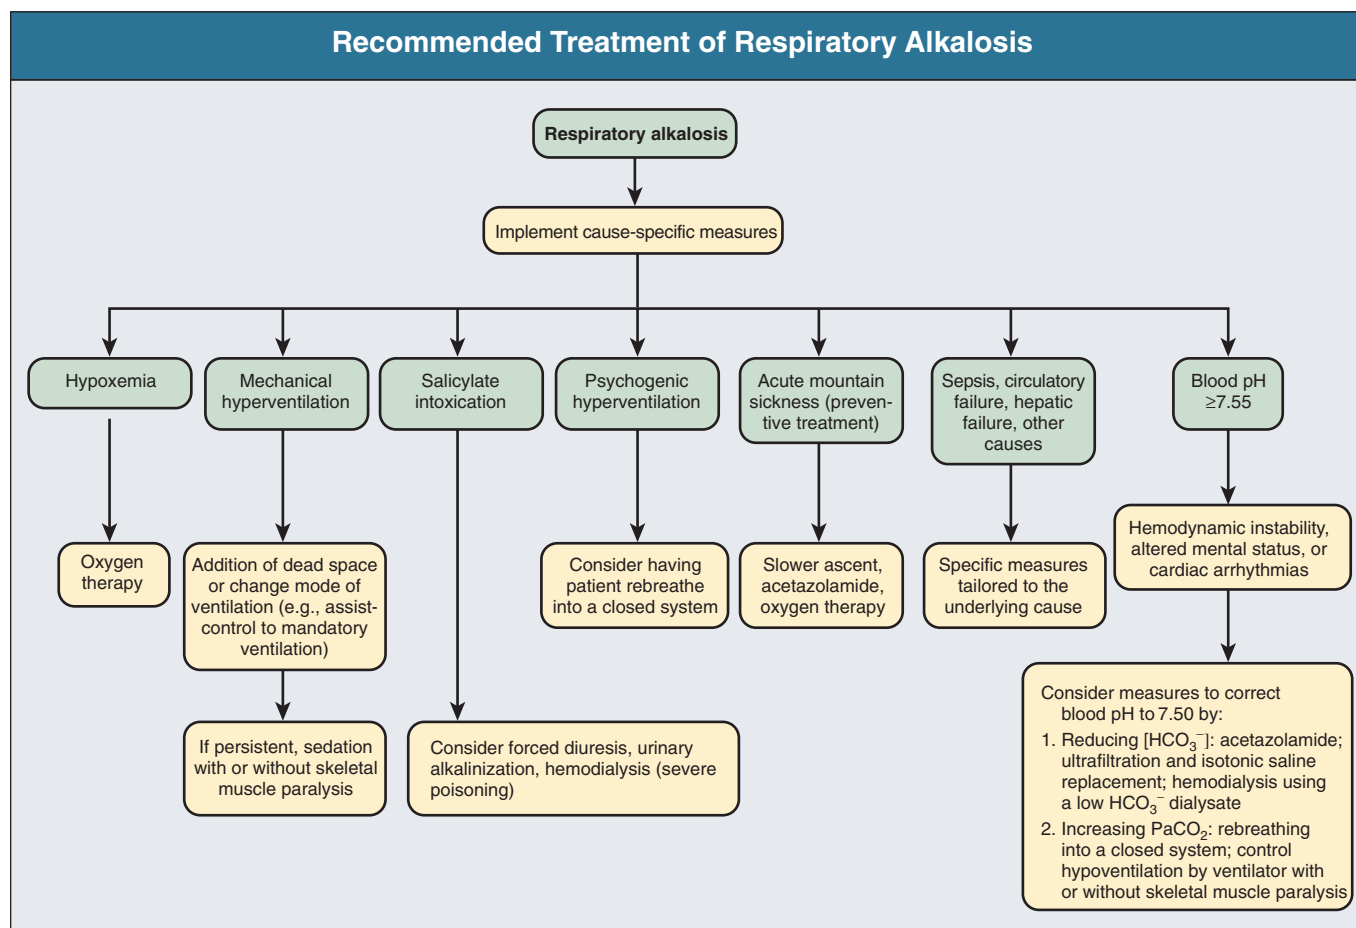 Recommended Treatment of Respiratory Alkalosis
Respiratory alkalosis
Implement cause-specific measures
Hypoxemia
Mechanical
hyperventilation
Salicylate
intoxication
Psychogenic
hyperventilation
Acute mountain
sickness (preven-
tive treatment)
Sepsis, circulatory
failure, hepatic
failure, other
causes
Blood pH
≥7.55
Oxygen
therapy
Addition of dead space
or change mode of
ventilation (e.g., assist-
control to mandatory
ventilation)
Consider having
patient rebreathe
into a closed system
Slower ascent,
acetazolamide,
oxygen therapy
Specific measures
tailored to the
underlying cause
Hemodynamic instability,
altered mental status, or
cardiac arrhythmias
If persistent, sedation
with or without skeletal
muscle paralysis
Consider forced diuresis, urinary
alkalinization, hemodialysis (severe
poisoning)
Consider measures to correct
blood pH to 7.50 by:
1. Reducing [HCO₃⁻]: acetazolamide;
ultrafiltration and isotonic saline
replacement; hemodialysis using
a low HCO₃⁻ dialysate
2. Increasing PaCO₂: rebreathing
into a closed system; control
hypoventilation by ventilator with
or without skeletal muscle paralysis